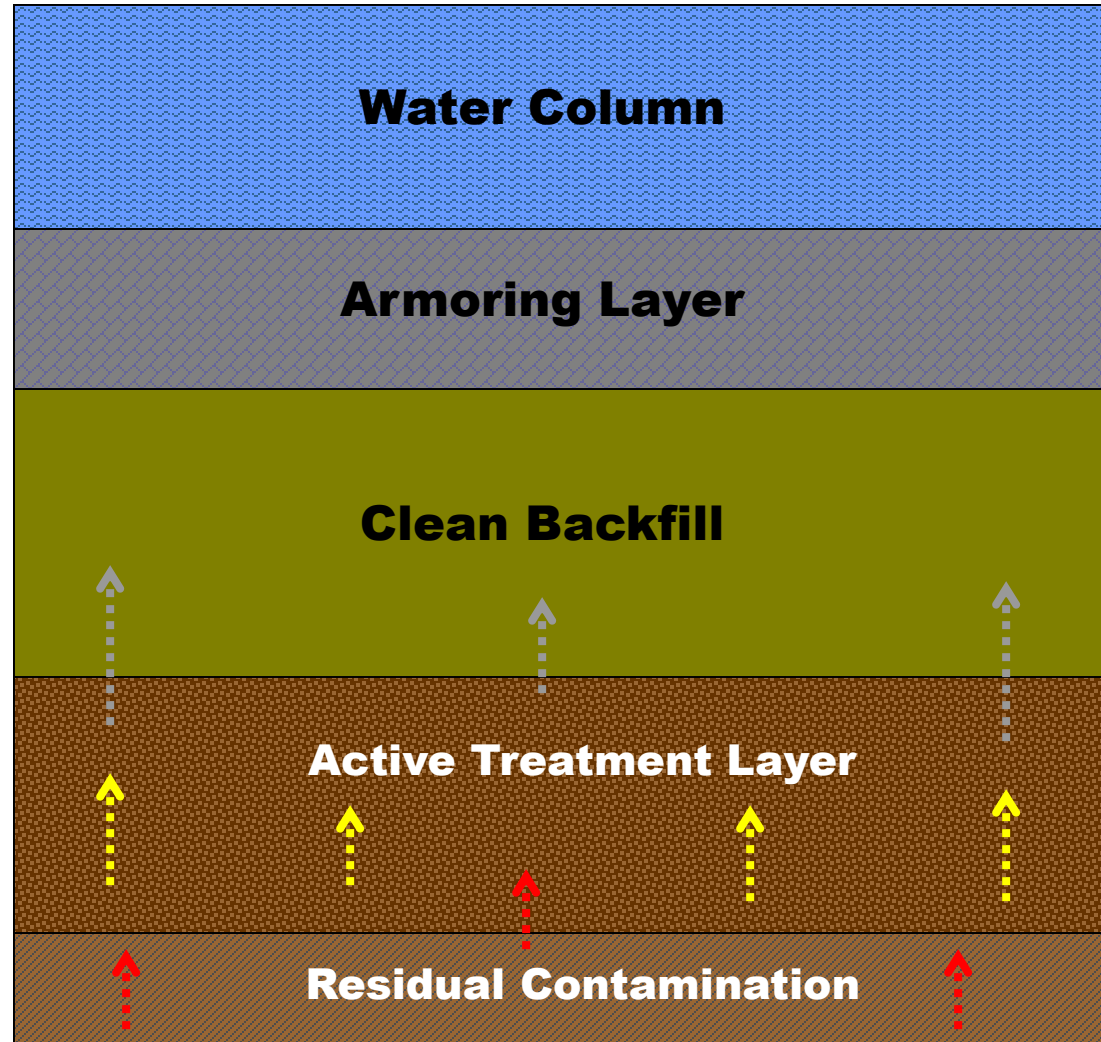 Water Column
Armoring Layer
Clean Backfill
Active Treatment Layer
Residual Contamination